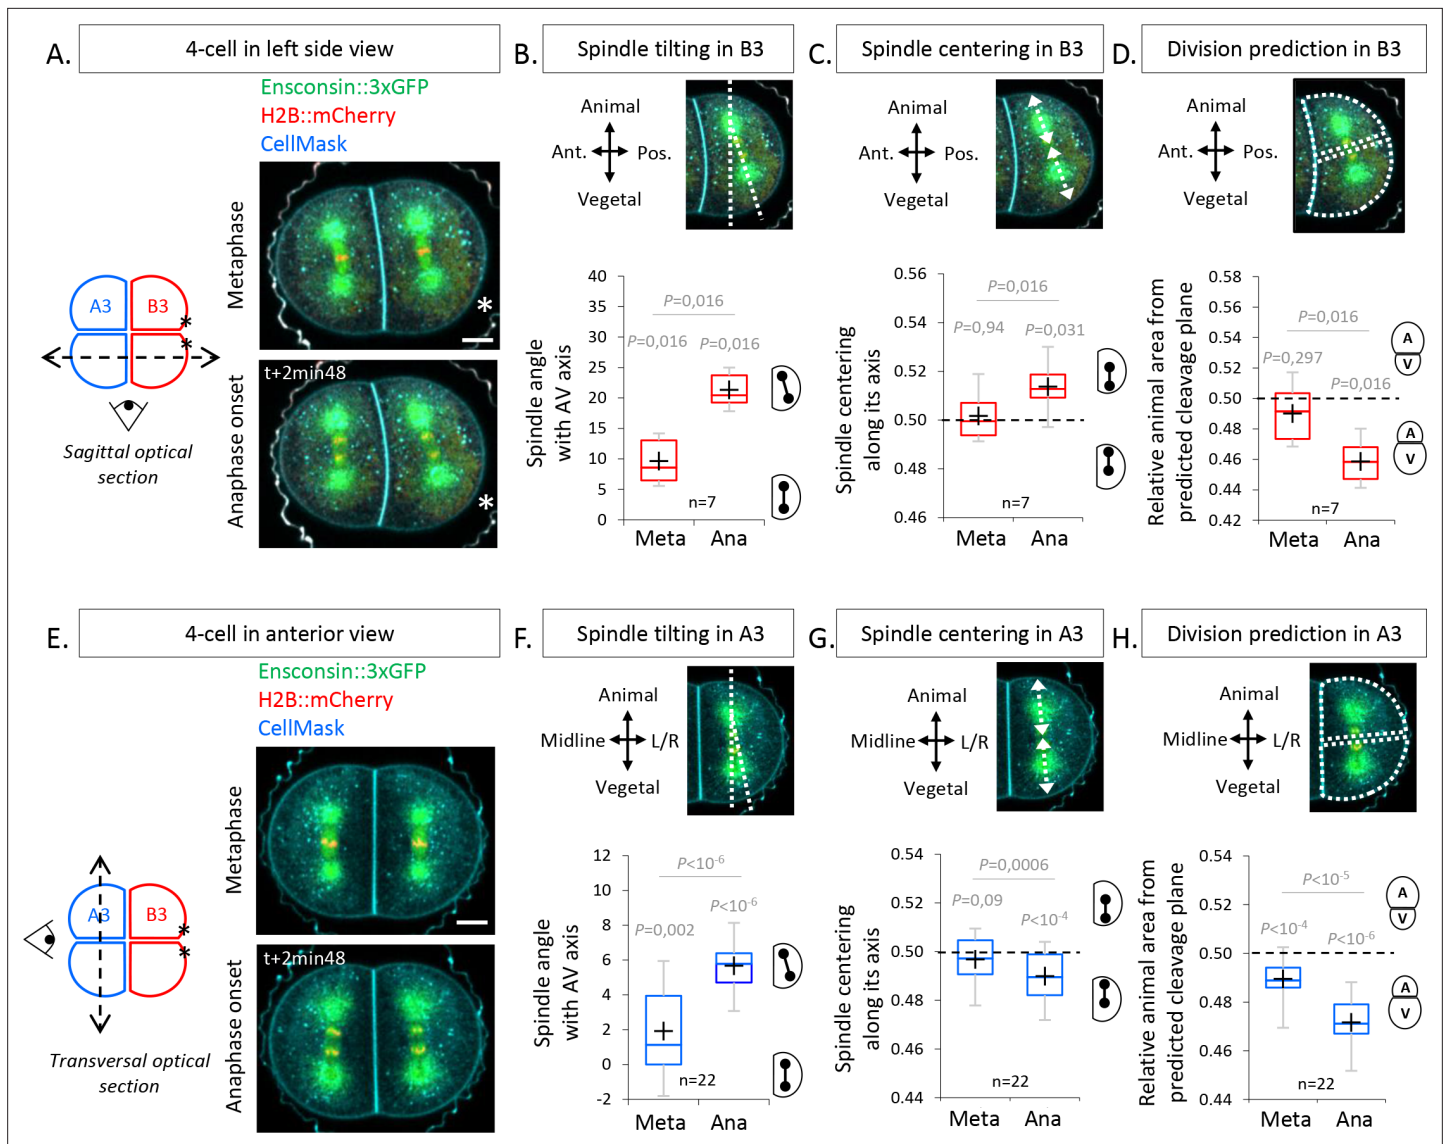 A.
4-cell in left side view
Ensconsin::3xGFP
H2B::mCherry
CellMask
Metaphase
Anaphase onset
t+2min48
*
*
A3
B3
*
*
Sagittal optical
section
B.
Spindle tilting in B3
Animal
Ant.
Pos.
Vegetal
Spindle angle
with AV axis
40
35
30
25
20
15
10
5
0
P=0,016
P=0,016
P=0,016
n=7
Meta
Ana
C.
Spindle centering in B3
Animal
Ant.
Pos.
Vegetal
Spindle centering
along its axis
0.56
0.54
0.52
0.50
0.48
0.46
P=0,016
P=0,94
P=0,031
n=7
Meta
Ana
D.
Division prediction in B3
Animal
Ant.
Pos.
Vegetal
Relative animal area from
predicted cleavage plane
0.58
0.56
0.54
0.52
0.50
0.48
0.46
0.44
0.42
P=0,016
P=0,297
P=0,016
n=7
Meta
Ana
A
V
A
V
E.
4-cell in anterior view
Ensconsin::3xGFP
H2B::mCherry
CellMask
Metaphase
Anaphase onset
t+2min48
A3
B3
*
*
Transversal optical
section
F.
Spindle tilting in A3
Animal
Midline
L/R
Vegetal
Spindle angle
with AV axis
12
10
8
6
4
2
0
-2
P<10⁻⁶
P=0,002
P<10⁻⁶
n=22
Meta
Ana
G.
Spindle centering in A3
Animal
Midline
L/R
Vegetal
Spindle centering
along its axis
0.54
0.52
0.50
0.48
0.46
0.44
P=0,0006
P=0,09
P<10⁻⁴
n=22
Meta
Ana
H.
Division prediction in A3
Animal
Midline
L/R
Vegetal
Relative animal area from
predicted cleavage plane
0.54
0.52
0.50
0.48
0.46
0.44
P<10⁻⁵
P<10⁻⁴
P<10⁻⁶
n=22
Meta
Ana
A
V
A
V